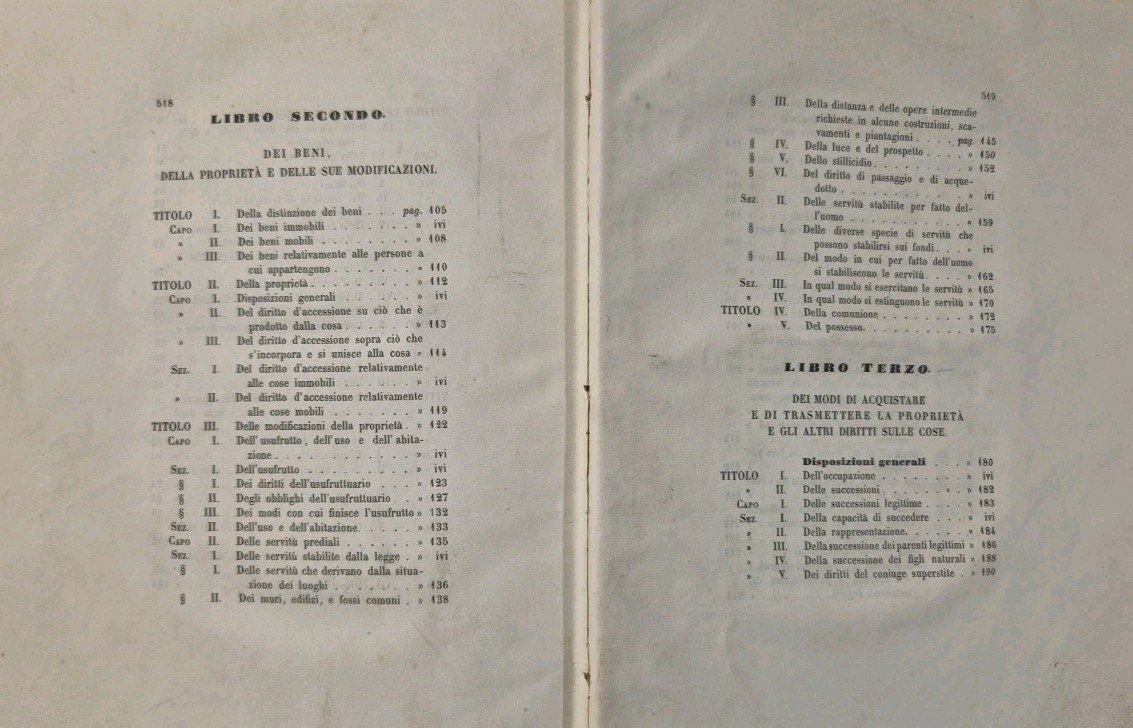 518
LIBRO SECONDO.
DEI BENI,
DELLA PROPRIETÀ E DELLE SUE MODIFICAZIONI.
TITOLO I. Della distinzione dei beni . . . pag. 105
CAPO I. Dei beni immobili . . . . . . . » ivi
» II. Dei beni mobili . . . . . . . . » 108
» III. Dei beni relativamente alle persone a
cui appartengono . . . . . . . » 110
TITOLO II. Della proprietà . . . . . . . . » 112
CAPO I. Disposizioni generali . . . . . . » ivi
» II. Del diritto d'accessione su ciò che è
prodotto dalla cosa . . . . . . » 113
» III. Del diritto d'accessione sopra ciò che
s'incorpora e si unisce alla cosa » 114
SEZ. I. Del diritto d'accessione relativamente
alle cose immobili . . . . . . » ivi
» II. Del diritto d'accessione relativamente
alle cose mobili . . . . . . . » 119
TITOLO III. Delle modificazioni della proprietà . » 122
CAPO I. Dell'usufrutto, dell'uso e dell'abita-
zione . . . . . . . . . . . . » ivi
SEZ. I. Dell'usufrutto . . . . . . . . . » ivi
§ I. Dei diritti dell'usufruttuario . . . » 123
§ II. Degli obblighi dell'usufruttuario . . » 127
§ III. Dei modi con cui finisce l'usufrutto » 132
SEZ. II. Dell'uso e dell'abitazione . . . . . » 133
CAPO II. Delle servitù prediali . . . . . . » 135
SEZ. I. Delle servitù stabilite dalla legge . » ivi
§ I. Delle servitù che derivano dalla situa-
zione dei luoghi . . . . . . . » 136
§ II. Dei muri, edifizi, e fossi comuni . » 138
519
§ III. Della distanza e delle opere intermedie
richieste in alcune costruzioni, sca-
vamenti e piantagioni . . . . pag. 145
§ IV. Della luce e del prospetto . . . . » 150
§ V. Dello stillicidio . . . . . . . . . » 152
§ VI. Del diritto di passaggio e di acque-
dotto . . . . . . . . . . . . » ivi
SEZ. II. Delle servitù stabilite per fatto del-
l'uomo . . . . . . . . . . . » 159
§ I. Delle diverse specie di servitù che
possono stabilirsi sui fondi . . . » ivi
§ II. Del modo in cui per fatto dell'uomo
si stabiliscono le servitù . . . . » 162
SEZ. III. In qual modo si esercitano le servitù » 165
» IV. In qual modo si estinguono le servitù » 170
TITOLO IV. Della comunione . . . . . . . . » 172
» V. Del possesso . . . . . . . . . . » 175
LIBRO TERZO.
DEI MODI DI ACQUISTARE
E DI TRASMETTERE LA PROPRIETÀ
E GLI ALTRI DIRITTI SULLE COSE.
Disposizioni generali . . . » 180
TITOLO I. Dell'occupazione . . . . . . . . » ivi
» II. Delle successioni . . . . . . . . » 182
CAPO I. Delle successioni legittime . . . . » 183
SEZ. I. Della capacità di succedere . . . » ivi
» II. Della rappresentazione . . . . . . » 184
» III. Della successione dei parenti legittimi » 186
» IV. Della successione dei figli naturali » 188
» V. Dei diritti del coniuge superstite . » 190